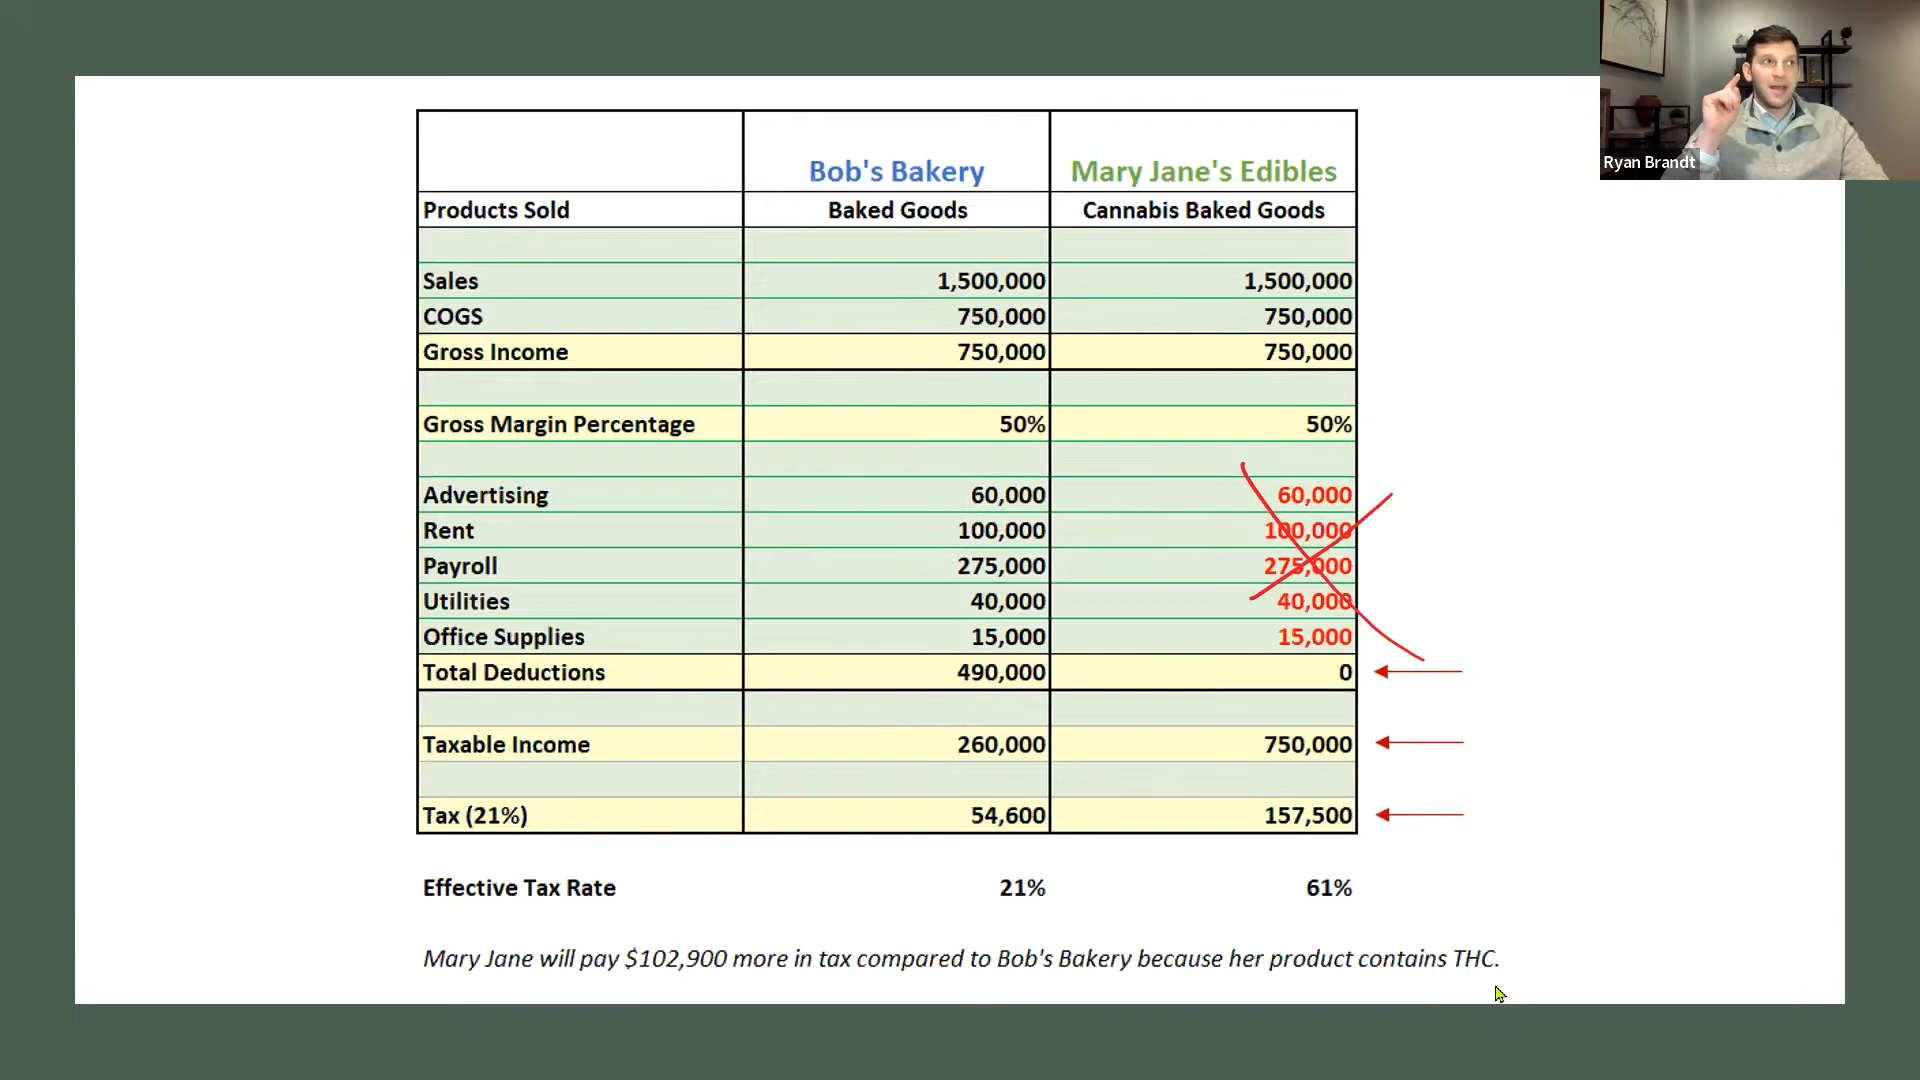 Ryan Brandt
Bob's Bakery Mary Jane's Edibles
Products Sold Baked Goods Cannabis Baked Goods
Sales 1,500,000 1,500,000
COGS 750,000 750,000
Gross Income 750,000 750,000
Gross Margin Percentage 50% 50%
Advertising 60,000 60,000
Rent 100,000 100,000
Payroll 275,000 275,000
Utilities 40,000 40,000
Office Supplies 15,000 15,000
Total Deductions 490,000 0
Taxable Income 260,000 750,000
Tax (21%) 54,600 157,500
Effective Tax Rate 21% 61%
Mary Jane will pay $102,900 more in tax compared to Bob's Bakery because her product contains THC.